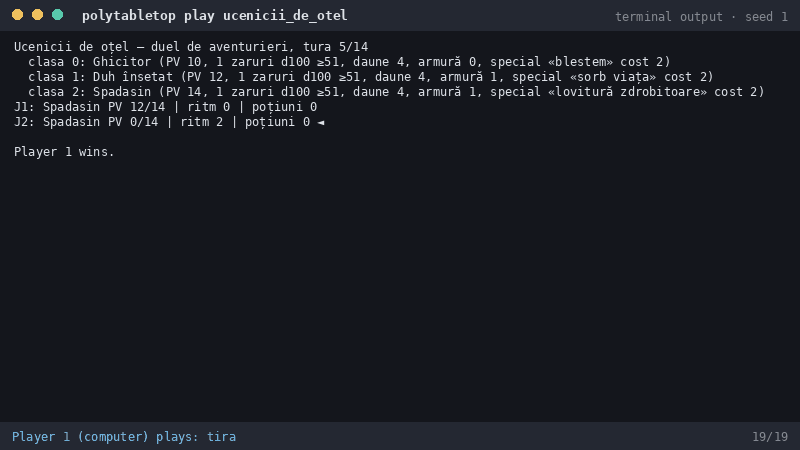 polytabletop play ucenicii_de_otel
terminal output · seed 1
Ucenicii de oțel — duel de aventurieri, tura 5/14
clasa 0: Ghicitor (PV 10, 1 zaruri d100 ≥51, daune 4, armură 0, special «blestem» cost 2)
clasa 1: Duh însetat (PV 12, 1 zaruri d100 ≥51, daune 4, armură 1, special «sorb viața» cost 2)
clasa 2: Spadasin (PV 14, 1 zaruri d100 ≥51, daune 4, armură 1, special «lovitură zdrobitoare» cost 2)
J1: Spadasin PV 12/14 | ritm 0 | poțiuni 0
J2: Spadasin PV 0/14 | ritm 2 | poțiuni 0 ◄
Player 1 wins.
Player 1 (computer) plays: tira
19/19